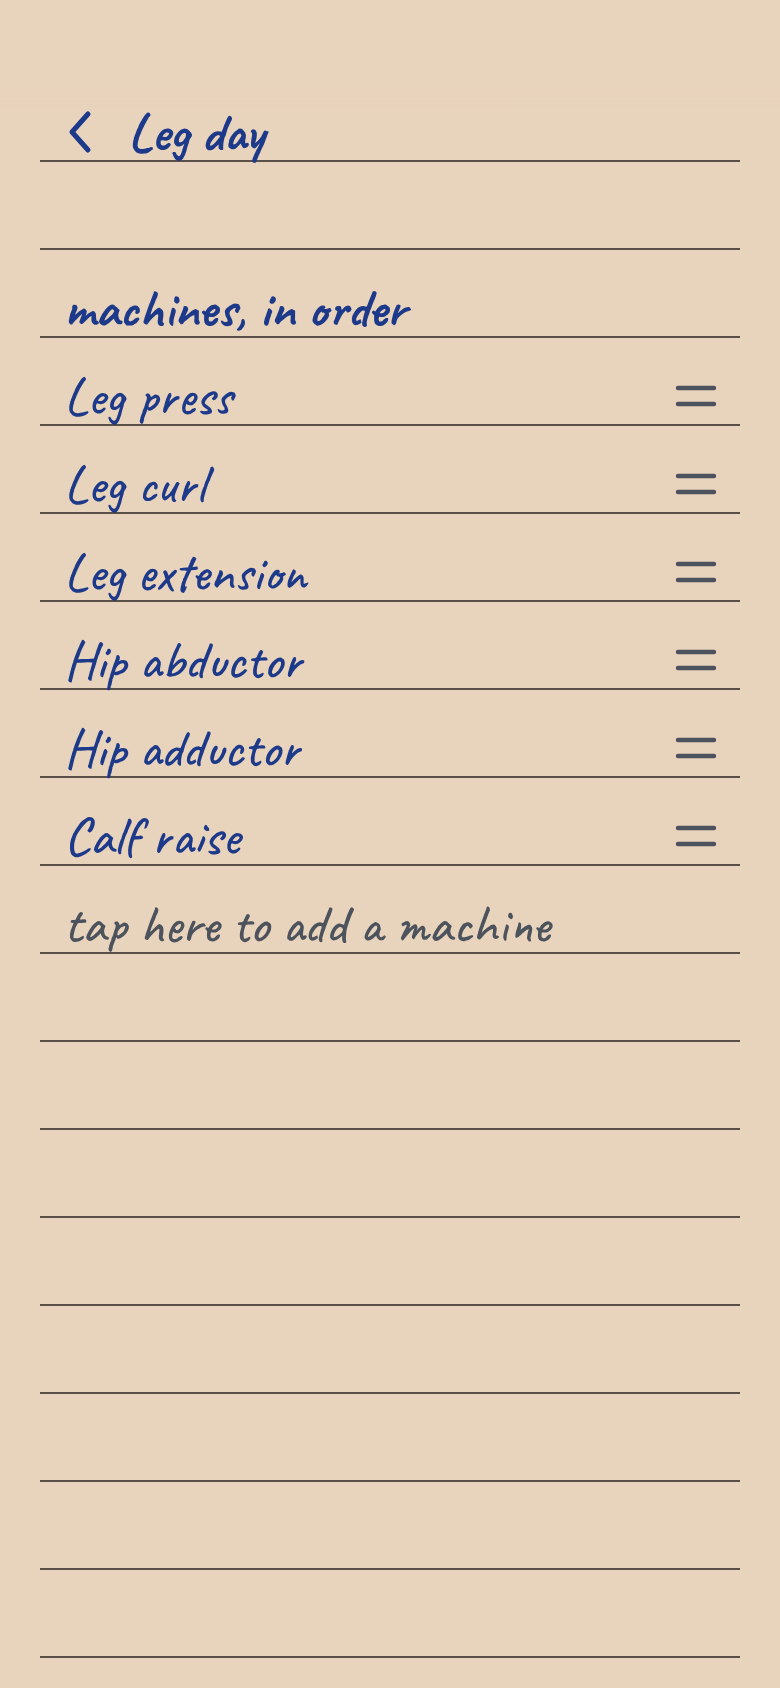 Leg day
machines, in order
Leg press
Leg curl
Leg extension
Hip abductor
Hip adductor
Calf raise
tap here to add a machine